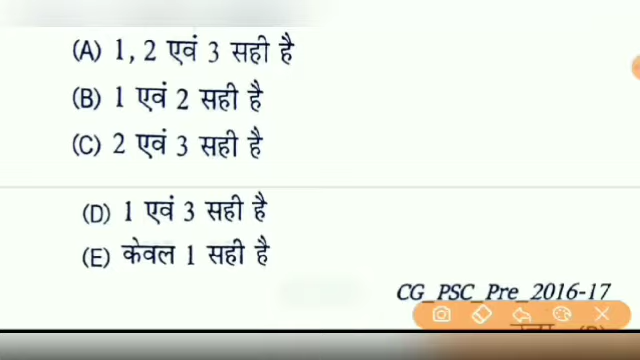 (A) 1, 2 एवं 3 सही है
(B) 1 एवं 2 सही है
(C) 2 एवं 3 सही है
(D) 1 एवं 3 सही है
(E) केवल 1 सही है
CG_PSC_Pre_2016-17